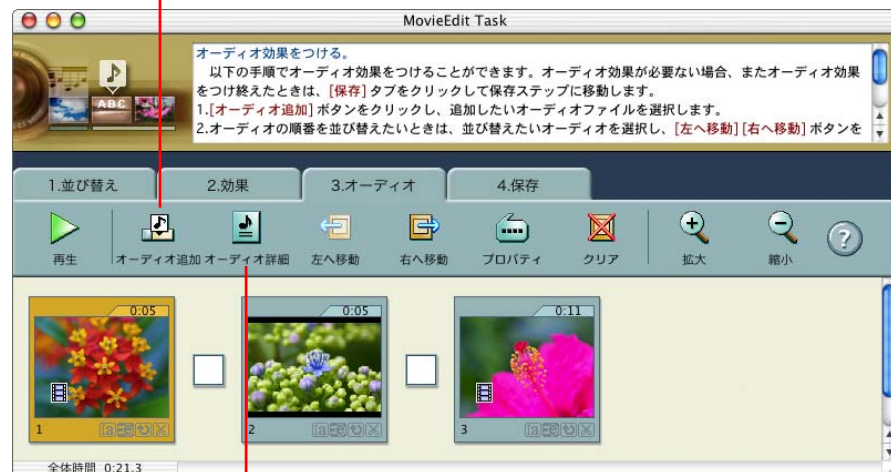 MovieEdit Task
オーディオ効果をつける。
以下の手順でオーディオ効果をつけることができます。オーディオ効果が必要ない場合、またオーディオ効果
をつけ終えたときは、[保存]タブをクリックして保存ステップに移動します。
1.[オーディオ追加]ボタンをクリックし、追加したいオーディオファイルを選択します。
2.オーディオの順番を並び替えたいときは、並び替えたいオーディオを選択し、[左へ移動][右へ移動]ボタンを
ABC
1.並び替え 2.効果 3.オーディオ 4.保存
再生 オーディオ追加 オーディオ詳細 左へ移動 右へ移動 プロパティ クリア 拡大 縮小 ?
0:05 0:05 0:11
1 2 3
全体時間 0:21.3